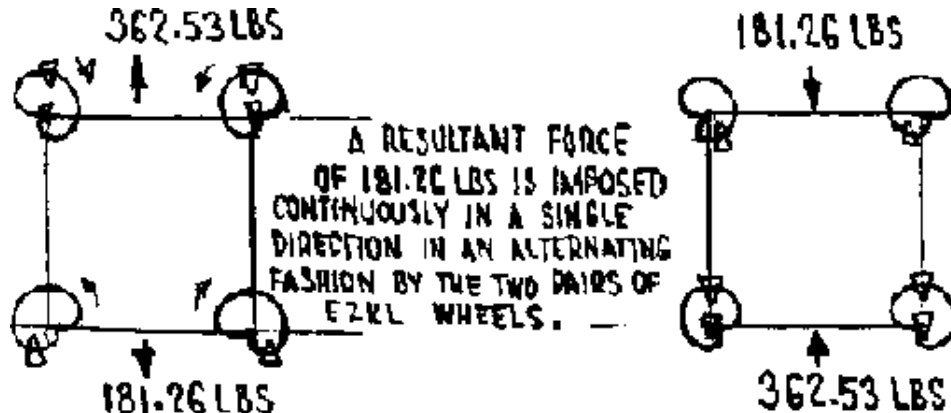 362.53 LBS
181.26 LBS
A RESULTANT FORCE
OF 181.26 LBS IS IMPOSED
CONTINUOUSLY IN A SINGLE
DIRECTION IN AN ALTERNATING
FASHION BY THE TWO PAIRS OF
EZKL WHEELS.
181.26 LBS
362.53 LBS